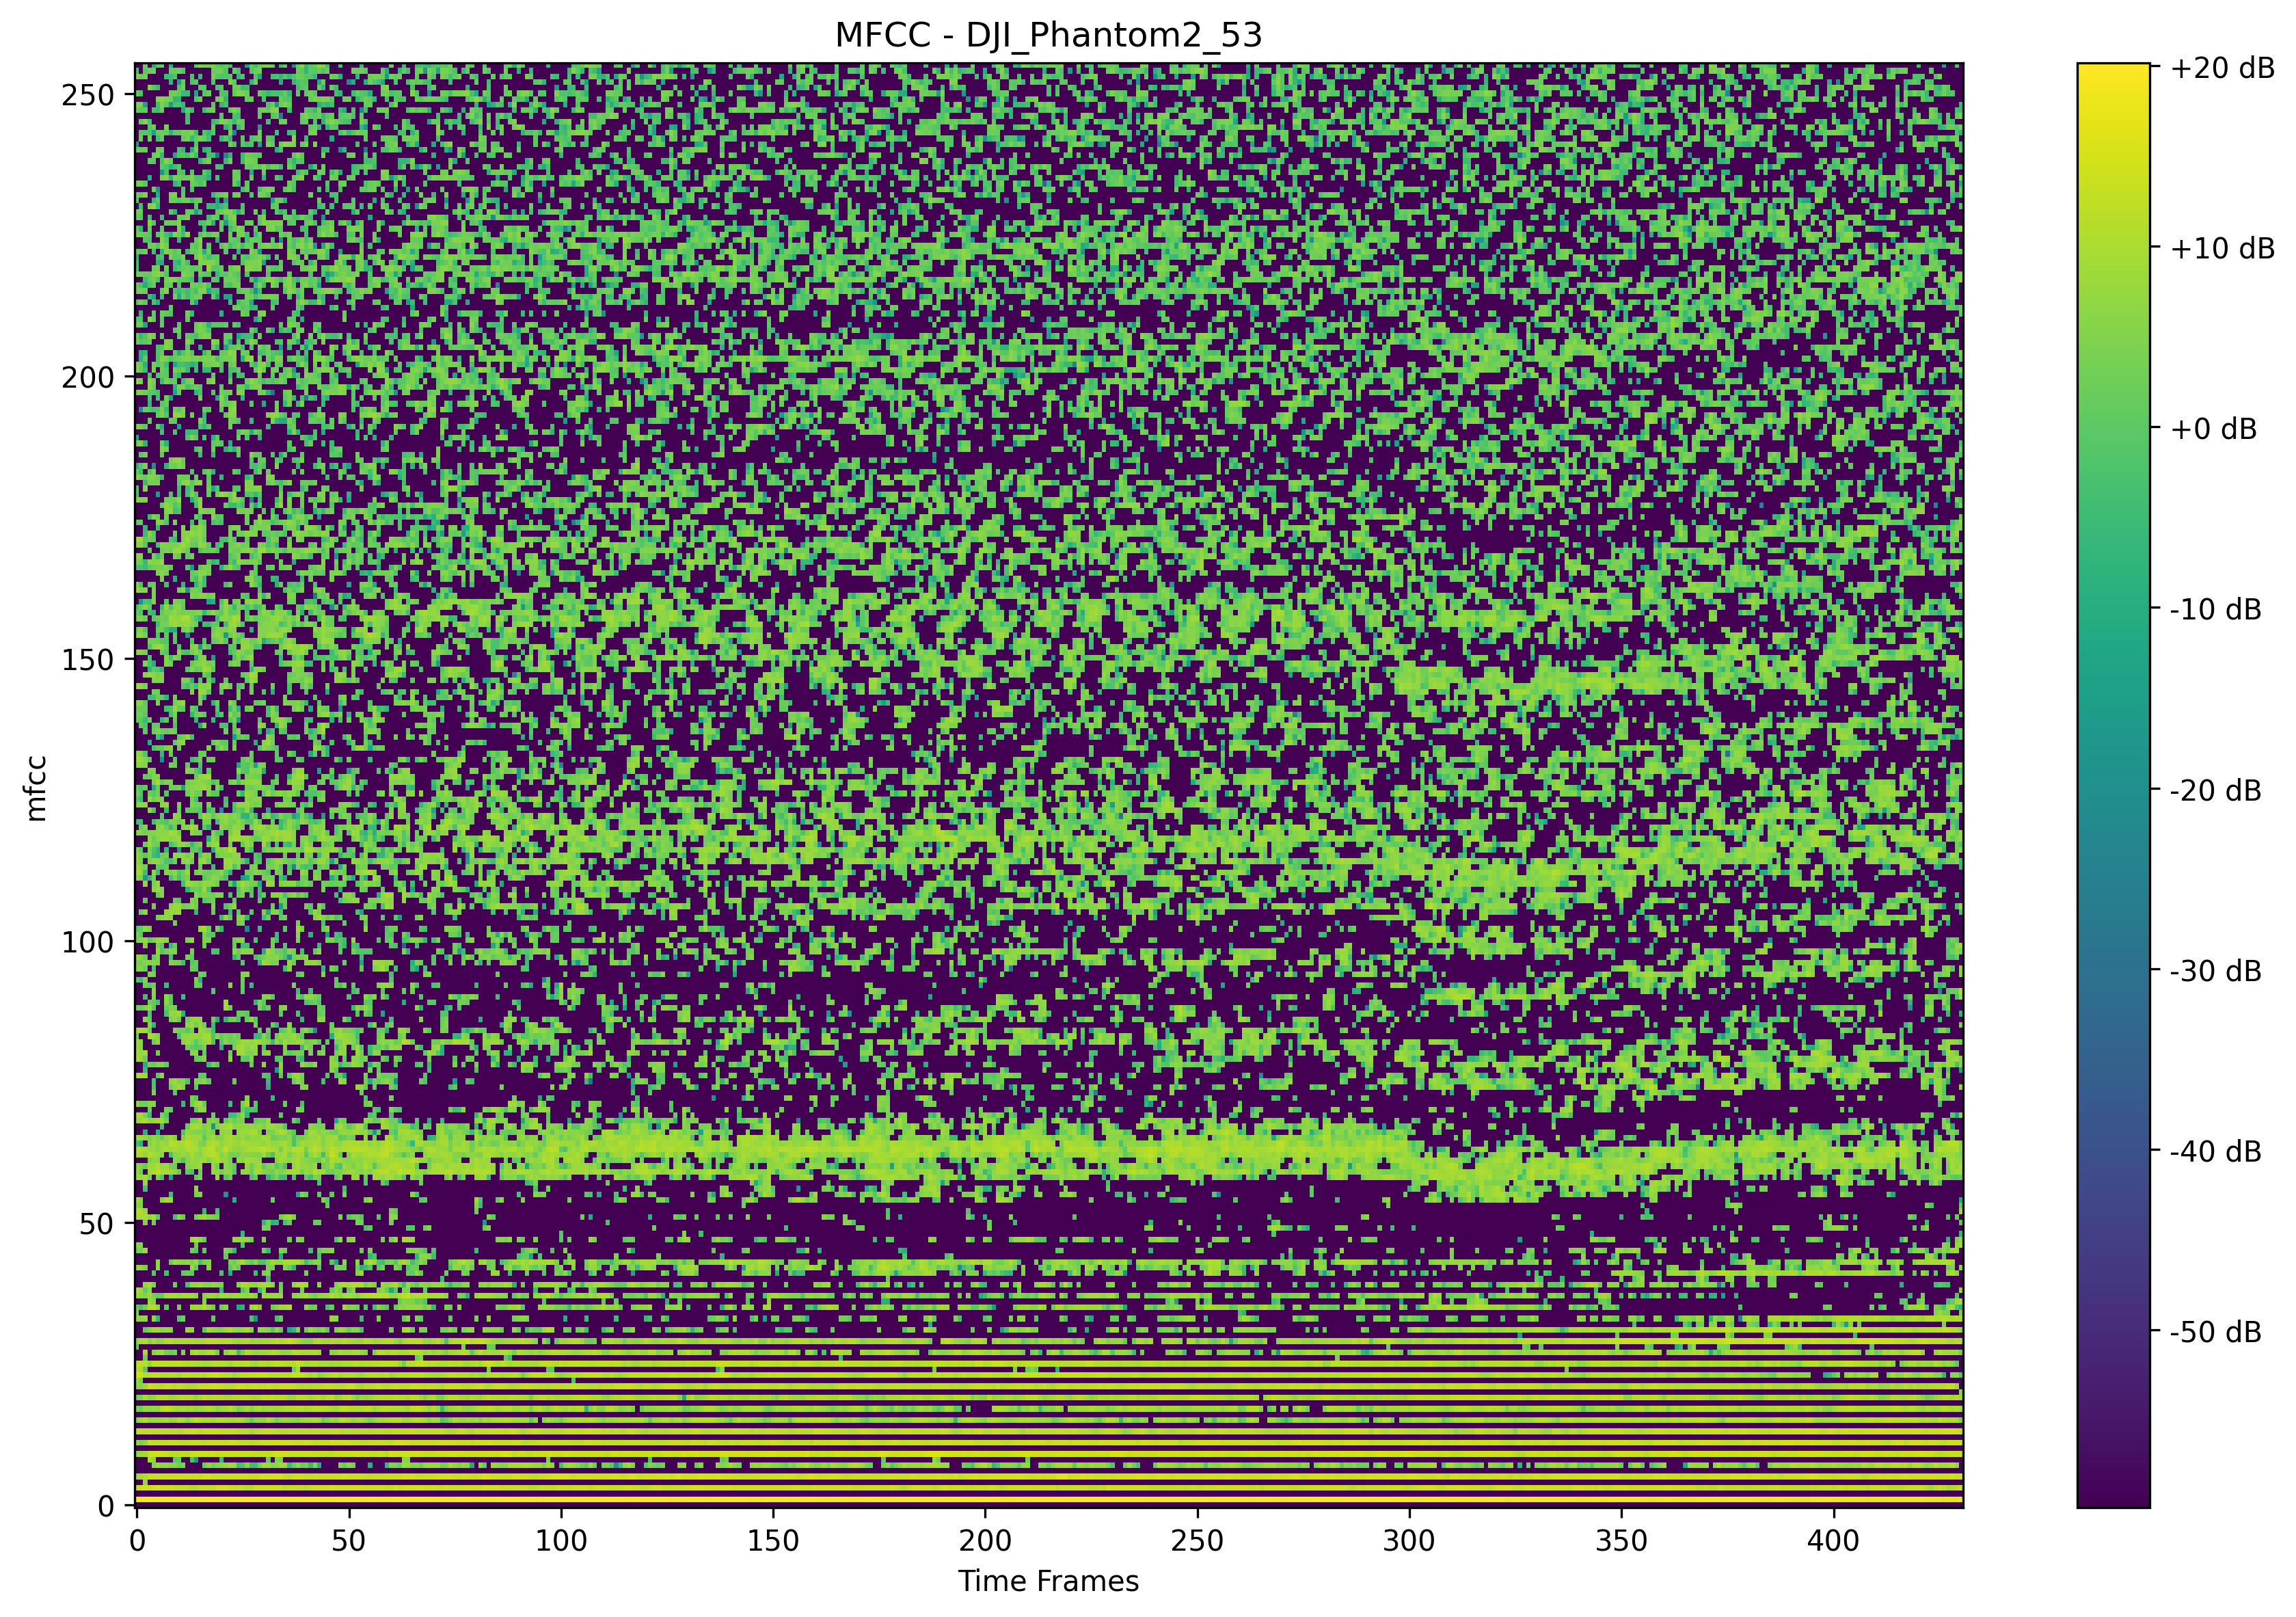 MFCC - DJI_Phantom2_53
250
200
150
100
50
0
mfcc
0 50 100 150 200 250 300 350 400
Time Frames
+20 dB
+10 dB
+0 dB
-10 dB
-20 dB
-30 dB
-40 dB
-50 dB